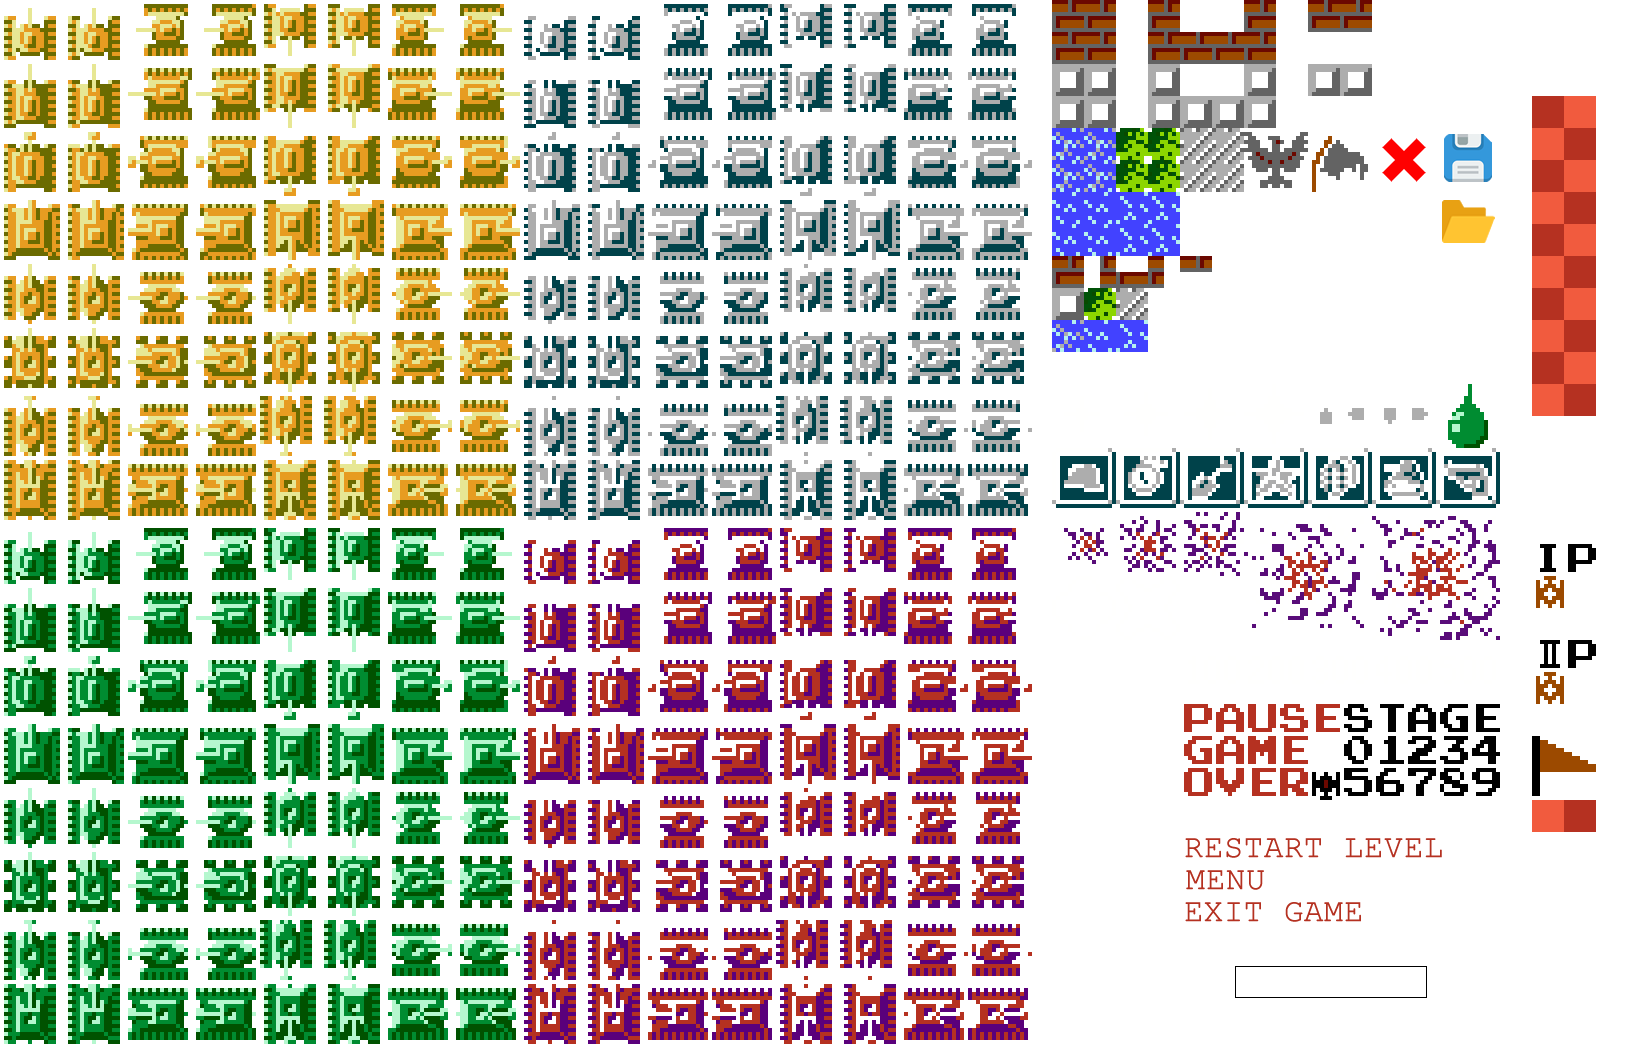 IP
IIP
PAUSE STAGE
GAME 01234
OVER 56789
RESTART LEVEL
MENU
EXIT GAME